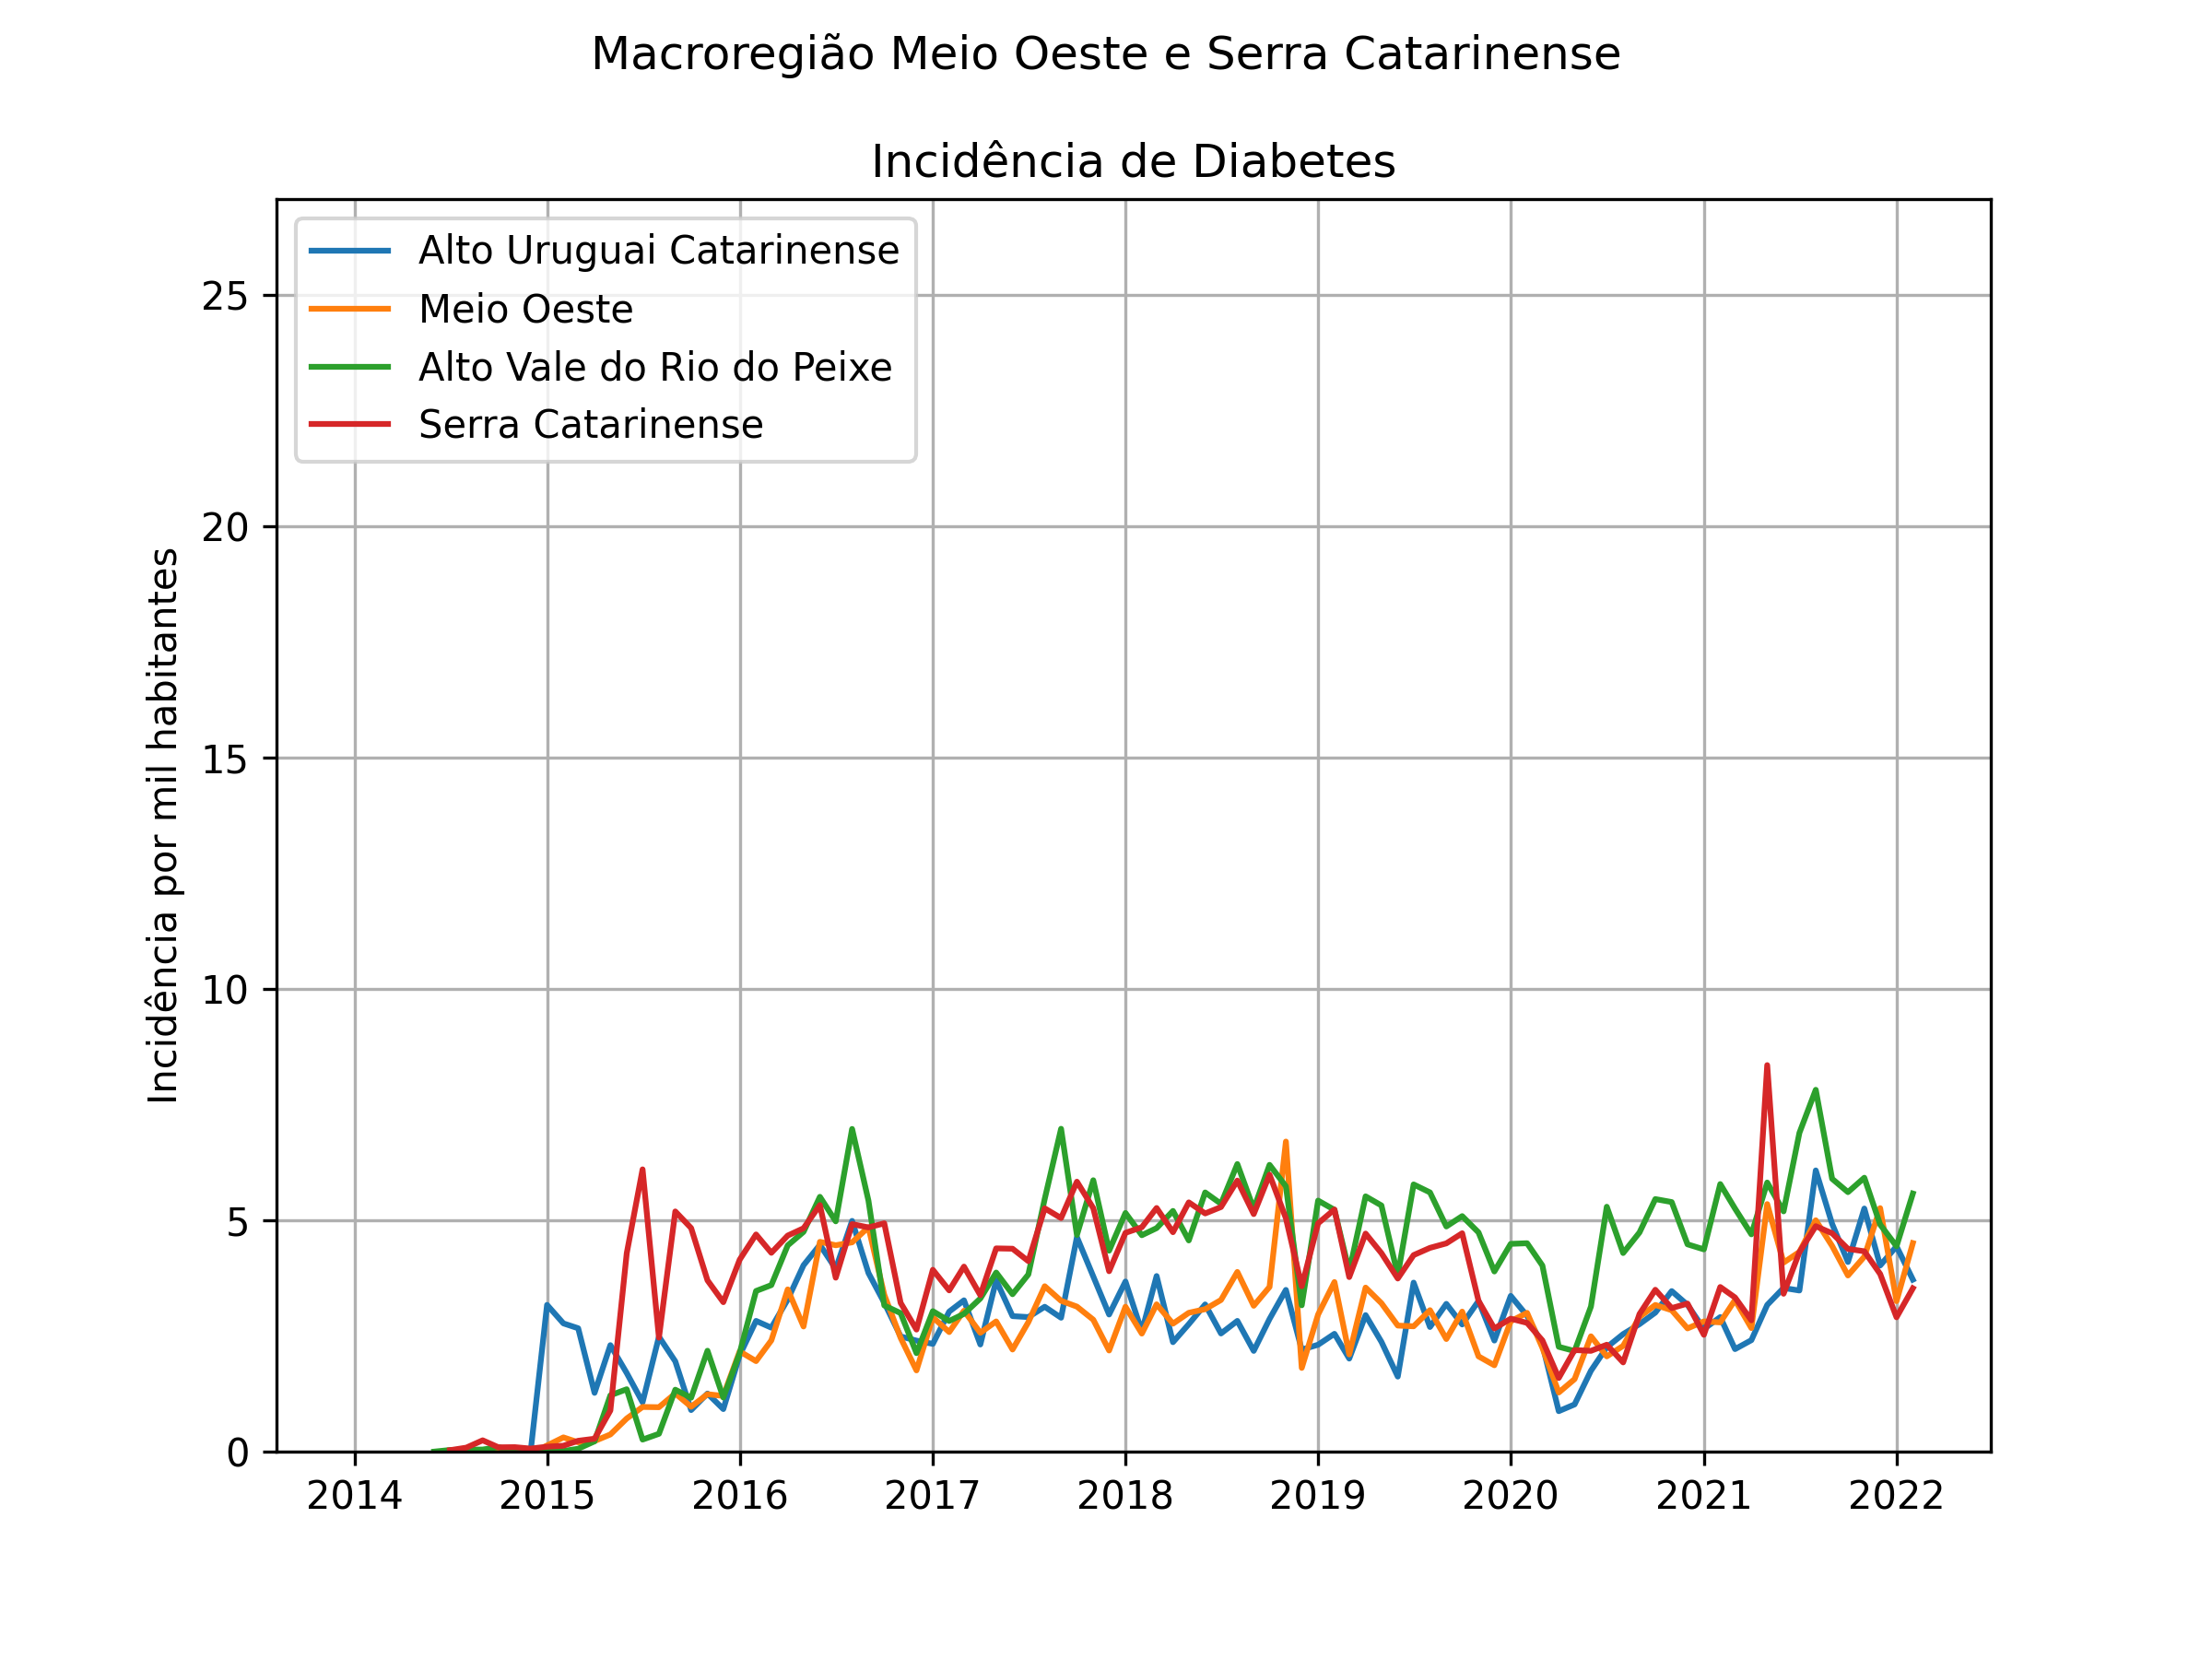 Macroregião Meio Oeste e Serra Catarinense
Incidência de Diabetes
Alto Uruguai Catarinense
Meio Oeste
Alto Vale do Rio do Peixe
Serra Catarinense
Incidência por mil habitantes
25
20
15
10
5
0
2014 2015 2016 2017 2018 2019 2020 2021 2022